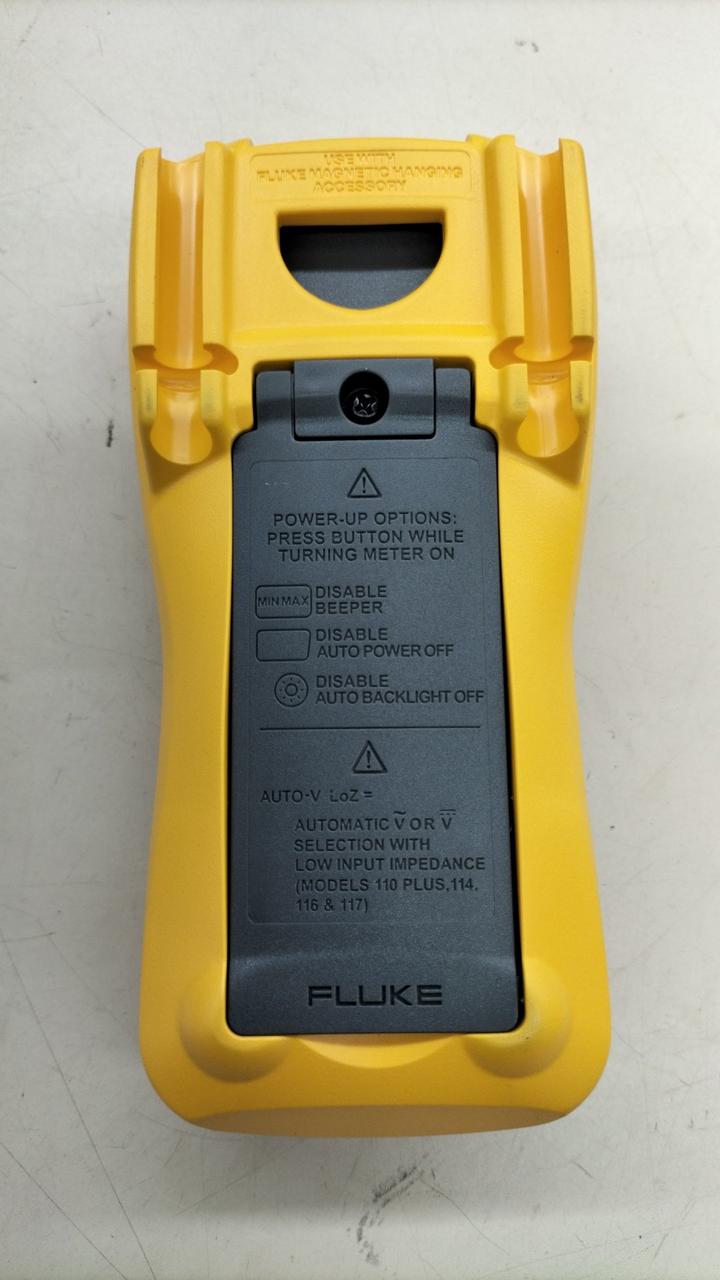 USE WITH
FLUKE MAGNETIC HANGING
ACCESSORY
POWER-UP OPTIONS:
PRESS BUTTON WHILE
TURNING METER ON
MIN MAX DISABLE
BEEPER
DISABLE
AUTO POWER OFF
DISABLE
AUTO BACKLIGHT OFF
AUTO-V LoZ =
AUTOMATIC Ṽ OR V
SELECTION WITH
LOW INPUT IMPEDANCE
(MODELS 110 PLUS,114,
116 & 117)
FLUKE